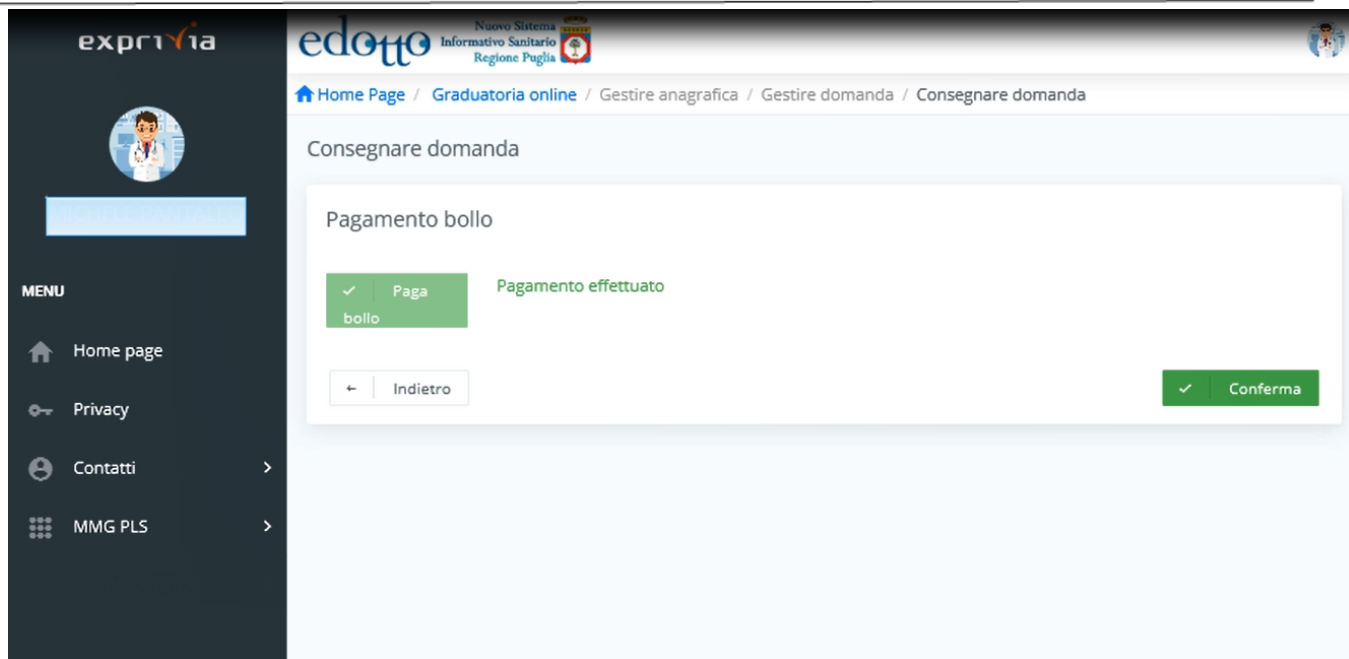 exprivia
MENU
Home page
Privacy
Contatti
MMG PLS
edotto
Nuovo Sistema
Informativo Sanitario
Regione Puglia
Home Page / Graduatoria online / Gestire anagrafica / Gestire domanda / Consegnare domanda
Consegnare domanda
Pagamento bollo
Paga
bollo
Pagamento effettuato
Indietro
Conferma